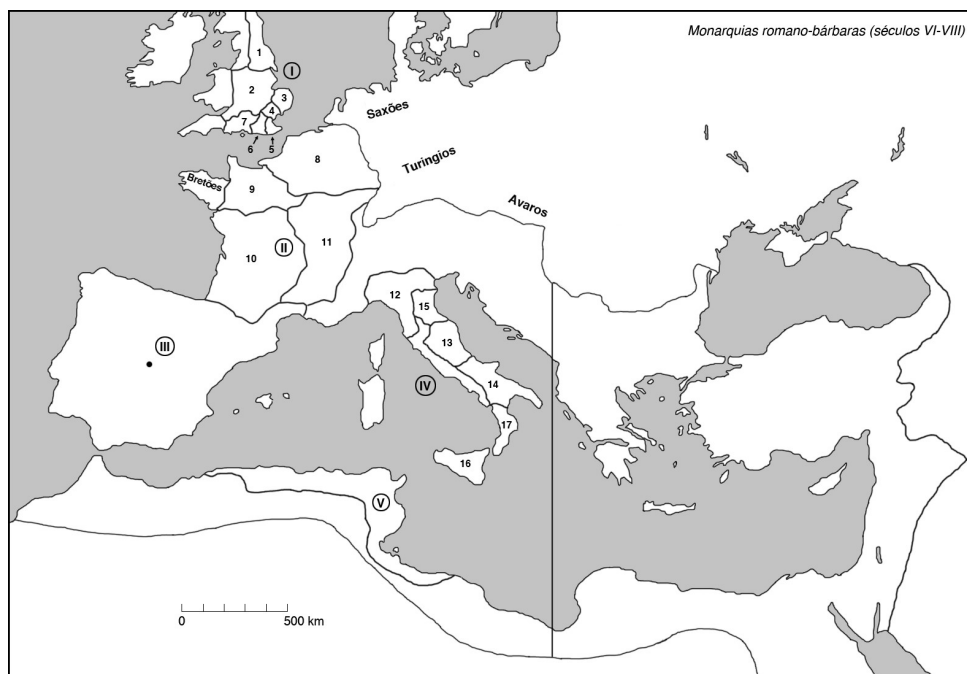 Monarquias romano-bárbaras (séculos VI-VIII)
1
I
2
3
4
7
6
5
Saxões
8
Turíngios
Bretões
9
Avaros
10
II
11
12
15
III
13
IV
14
17
16
V
0 500 km